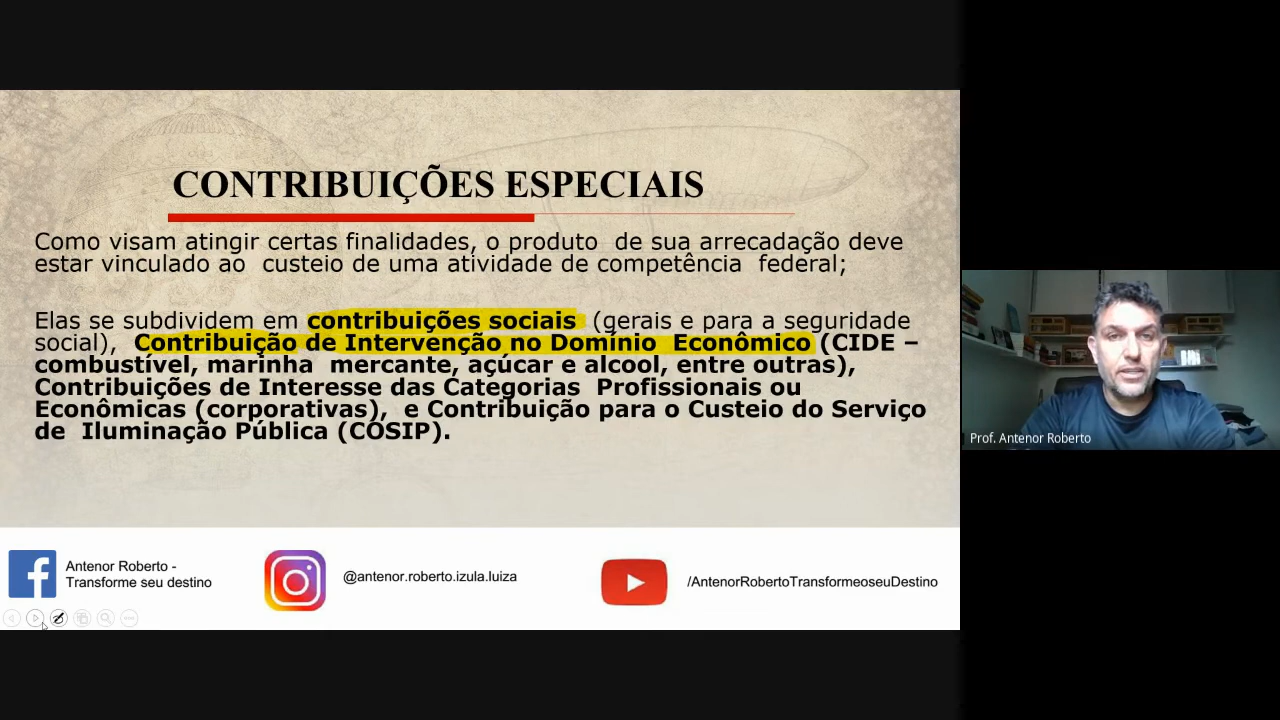 CONTRIBUIÇÕES ESPECIAIS
Como visam atingir certas finalidades, o produto de sua arrecadação deve
estar vinculado ao custeio de uma atividade de competência federal;
Elas se subdividem em contribuições sociais (gerais e para a seguridade
social), Contribuição de Intervenção no Domínio Econômico (CIDE –
combustível, marinha mercante, açúcar e alcool, entre outras),
Contribuições de Interesse das Categorias Profissionais ou
Econômicas (corporativas), e Contribuição para o Custeio do Serviço
de Iluminação Pública (COSIP).
Antenor Roberto -
Transforme seu destino
@antenor.roberto.izula.luiza
/AntenorRobertoTransformeoseuDestino
Prof. Antenor Roberto